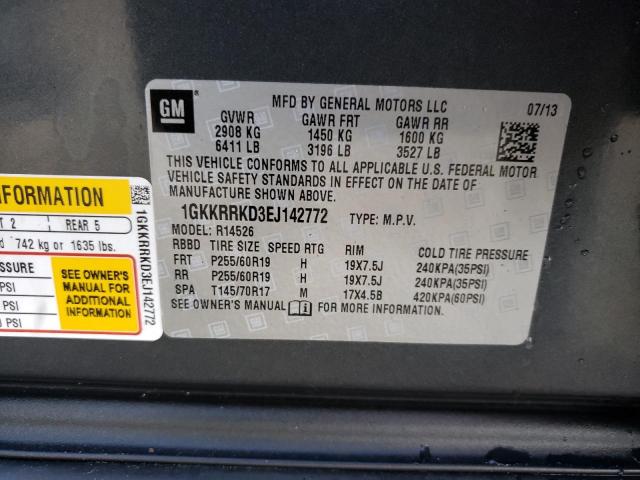 GM
®
MFD BY GENERAL MOTORS LLC
07/13
GVWR GAWR FRT GAWR RR
2908 KG 1450 KG 1600 KG
6411 LB 3196 LB 3527 LB
THIS VEHICLE CONFORMS TO ALL APPLICABLE U.S. FEDERAL MOTOR
VEHICLE SAFETY STANDARDS IN EFFECT ON THE DATE OF
MANUFACTURE SHOWN ABOVE.
1GKKRRKD3EJ142772 TYPE: M.P.V.
MODEL: R14526
RBBD TIRE SIZE SPEED RTG RIM COLD TIRE PRESSURE
FRT P255/60R19 H 19X7.5J 240KPA(35PSI)
RR P255/60R19 H 19X7.5J 240KPA(35PSI)
SPA T145/70R17 M 17X4.5B 420KPA(60PSI)
SEE OWNER'S MANUAL FOR MORE INFORMATION.
INFORMATION
2 REAR 5
742 kg or 1635 lbs.
SEE OWNER'S
MANUAL FOR
ADDITIONAL
INFORMATION
PSI
PSI
PSI
1GKKRRKD3EJ142772